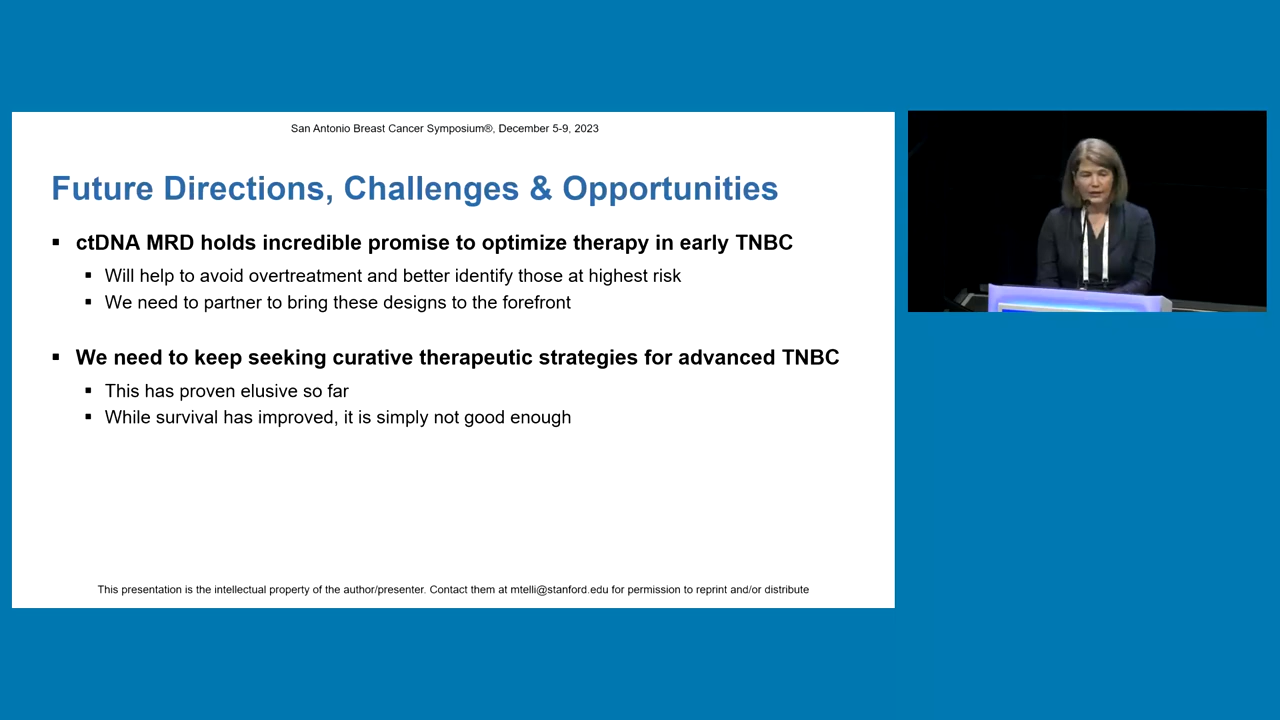 San Antonio Breast Cancer Symposium®, December 5-9, 2023
Future Directions, Challenges & Opportunities
▪ ctDNA MRD holds incredible promise to optimize therapy in early TNBC
▪ Will help to avoid overtreatment and better identify those at highest risk
▪ We need to partner to bring these designs to the forefront
▪ We need to keep seeking curative therapeutic strategies for advanced TNBC
▪ This has proven elusive so far
▪ While survival has improved, it is simply not good enough
This presentation is the intellectual property of the author/presenter. Contact them at mtelli@stanford.edu for permission to reprint and/or distribute